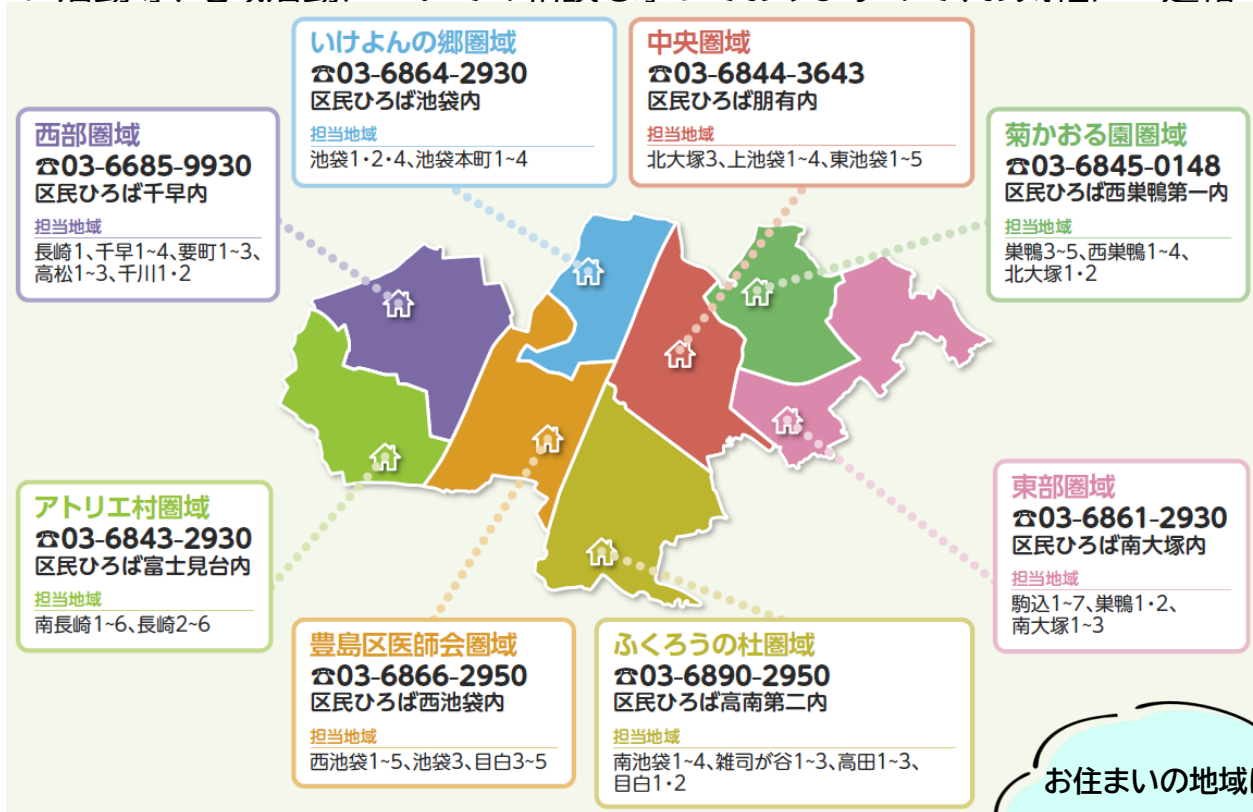 いけよんの郷圏域
☎03-6864-2930
区民ひろば池袋内
担当地域
池袋1・2・4、池袋本町1~4
中央圏域
☎03-6844-3643
区民ひろば朋有内
担当地域
北大塚3、上池袋1~4、東池袋1~5
西部圏域
☎03-6685-9930
区民ひろば千早内
担当地域
長崎1、千早1~4、要町1~3、
高松1~3、千川1・2
菊かおる園圏域
☎03-6845-0148
区民ひろば西巣鴨第一内
担当地域
巣鴨3~5、西巣鴨1~4、
北大塚1・2
アトリエ村圏域
☎03-6843-2930
区民ひろば富士見台内
担当地域
南長崎1~6、長崎2~6
東部圏域
☎03-6861-2930
区民ひろば南大塚内
担当地域
駒込1~7、巣鴨1・2、
南大塚1~3
豊島区医師会圏域
☎03-6866-2950
区民ひろば西池袋内
担当地域
西池袋1~5、池袋3、目白3~5
ふくろうの杜圏域
☎03-6890-2950
区民ひろば高南第二内
担当地域
南池袋1~4、雑司が谷1~3、高田1~3、
目白1・2
お住まいの地域